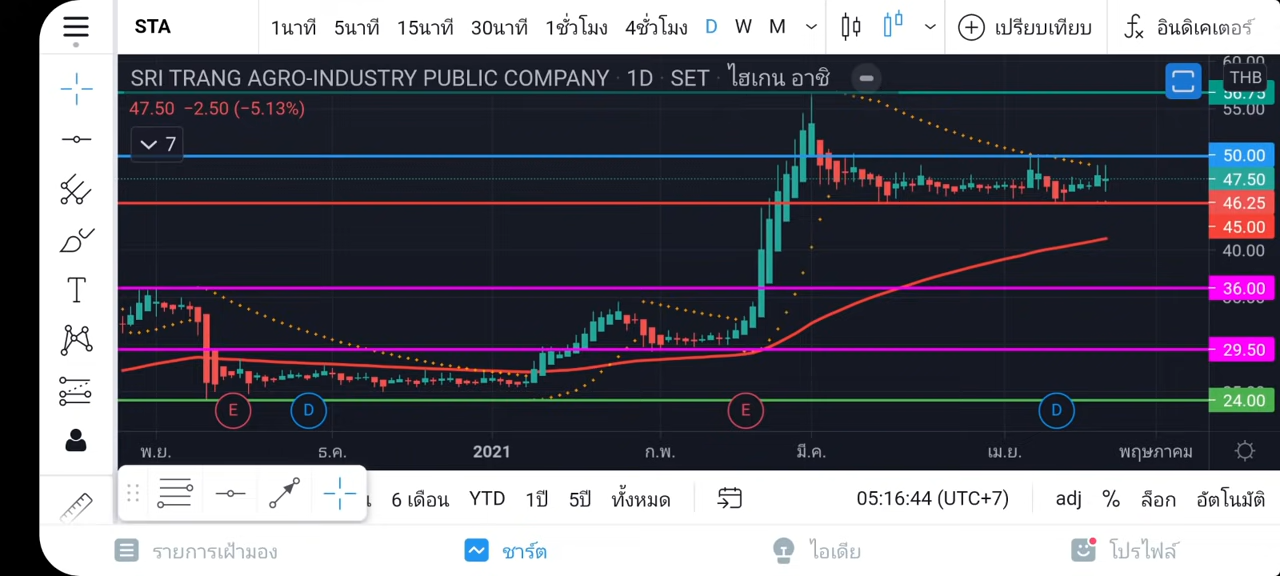 STA 1นาที 5นาที 15นาที 30นาที 1ชั่วโมง 4ชั่วโมง D W M เปรียบเทียบ fx อินดิเคเตอร์
SRI TRANG AGRO-INDUSTRY PUBLIC COMPANY · 1D · SET · ไฮเกน อาชิ
THB
47.50 −2.50 (−5.13%)
7
60.00
56.75
55.00
50.00
47.50
46.25
45.00
40.00
36.00
29.50
24.00
E D E D
พ.ย. ธ.ค. 2021 ก.พ. มี.ค. เม.ย. พฤษภาคม
6 เดือน YTD 1ปี 5ปี ทั้งหมด 05:16:44 (UTC+7) adj % ล็อก อัตโนมัติ
รายการเฝ้ามอง ชาร์ต ไอเดีย โปรไฟล์